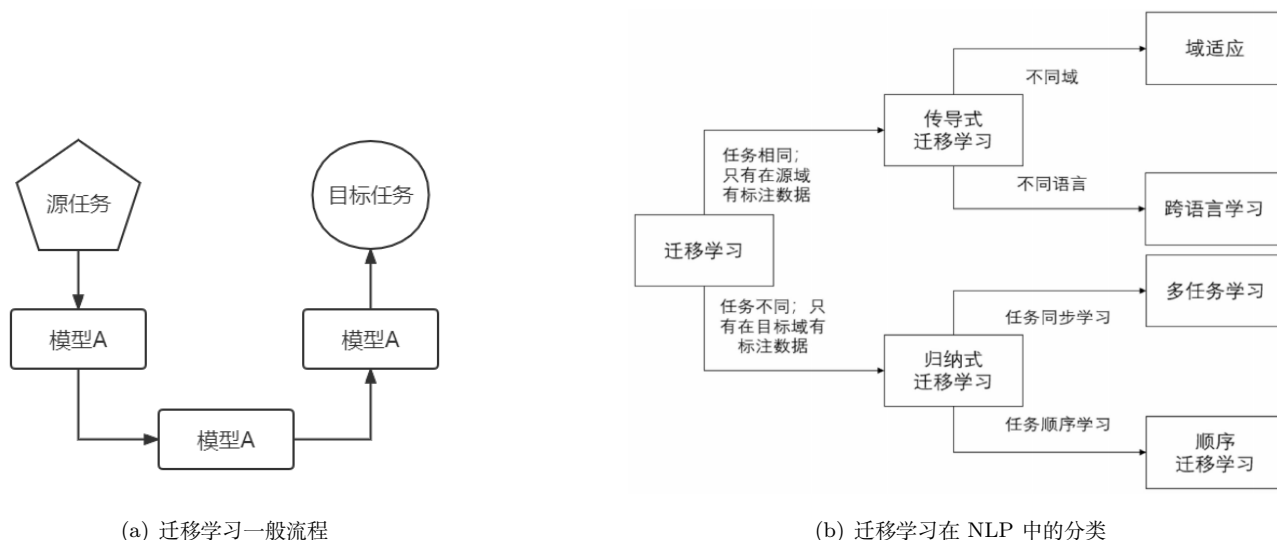 源任务
目标任务
模型A
模型A
模型A
(a) 迁移学习一般流程
域适应
不同域
传导式
迁移学习
任务相同；
只有在源域
有标注数据
不同语言
跨语言学习
迁移学习
任务不同；只
有在目标域有
标注数据
多任务学习
任务同步学习
归纳式
迁移学习
任务顺序学习
顺序
迁移学习
(b) 迁移学习在 NLP 中的分类